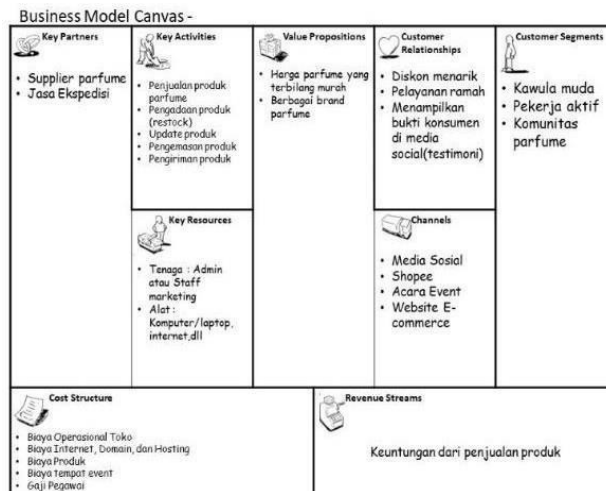 Business Model Canvas -
Key Partners
• Supplier parfume
• Jasa Ekspedisi
Key Activities
• Penjualan produk
parfume
• Pengadaan produk
(restock)
• Update produk
• Pengemasan produk
• Pengiriman produk
Key Resources
• Tenaga : Admin
atau Staff
marketing
• Alat :
Komputer/laptop,
internet,dll
Value Propositions
• Harga parfume yang
terbilang murah
• Berbagai brand
parfume
Customer
Relationships
• Diskon menarik
• Pelayanan ramah
• Menampilkan
bukti konsumen
di media
social(testimoni)
Channels
• Media Sosial
• Shopee
• Acara Event
• Website E-
commerce
Customer Segments
• Kawula muda
• Pekerja aktif
• Komunitas
parfume
Cost Structure
• Biaya Operasional Toko
• Biaya Internet, Domain, dan Hosting
• Biaya Produk
• Biaya tempat event
• Gaji Pegawai
Revenue Streams
Keuntungan dari penjualan produk